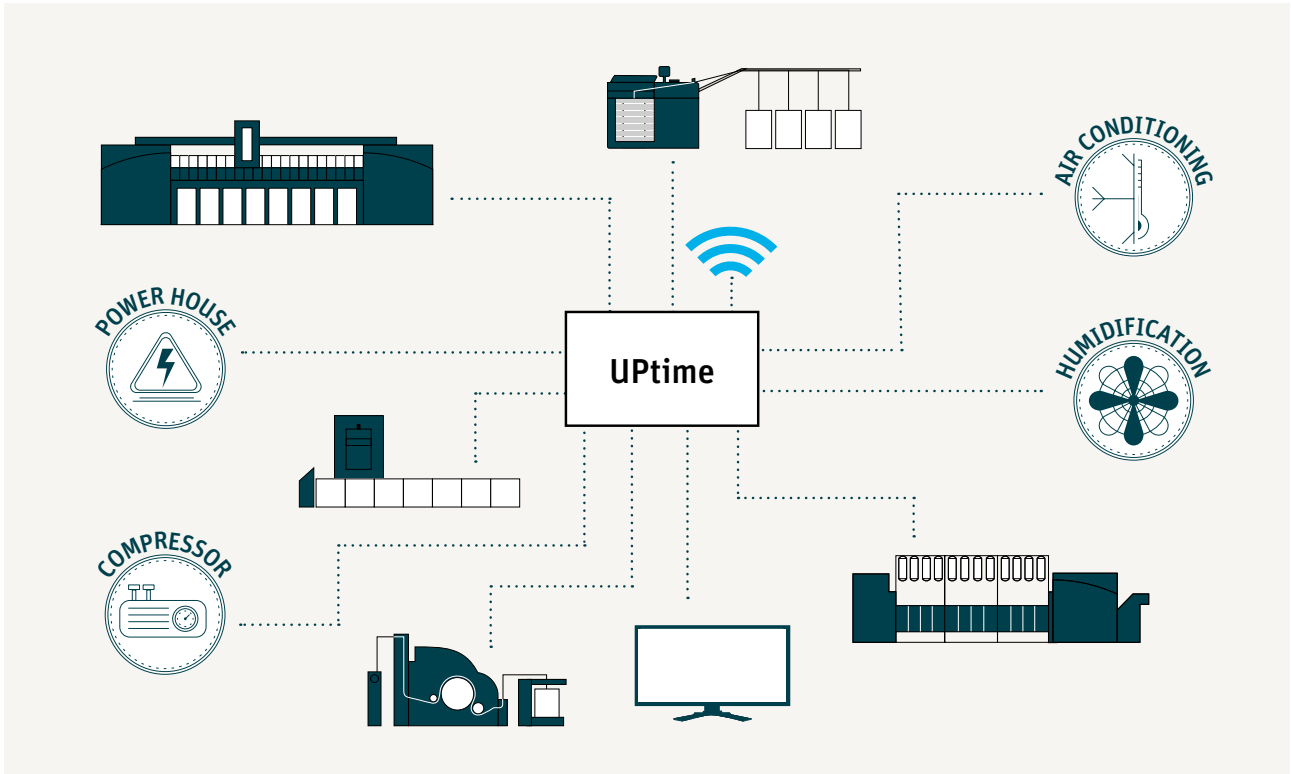 AIR CONDITIONING
POWER HOUSE
UPtime
HUMIDIFICATION
COMPRESSOR